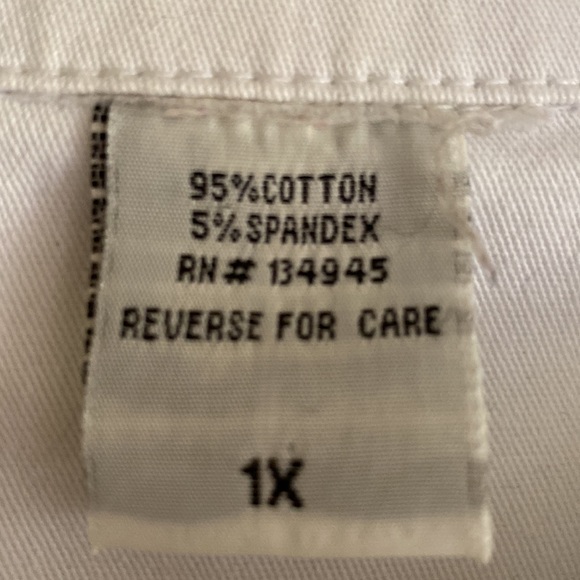 95%COTTON
5%SPANDEX
RN# 134945
REVERSE FOR CARE
1X